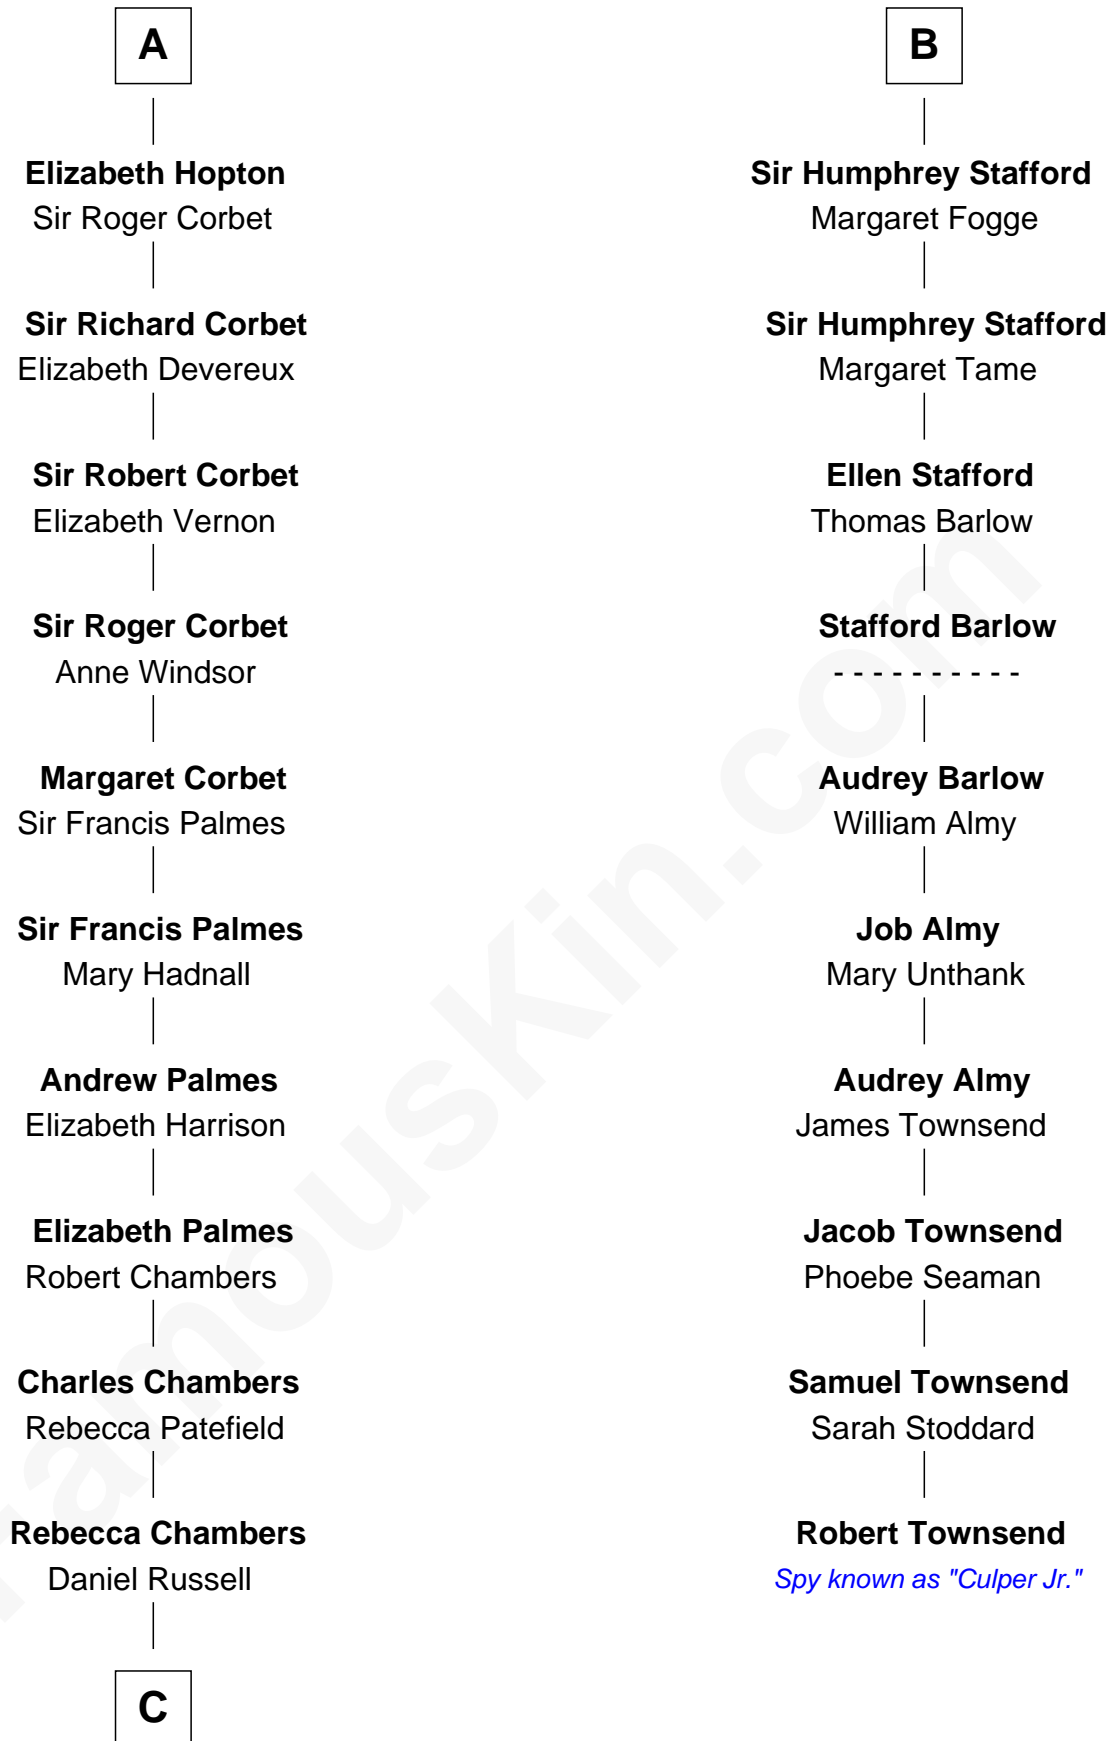 A
Elizabeth Hopton
Sir Roger Corbet
Sir Richard Corbet
Elizabeth Devereux
Sir Robert Corbet
Elizabeth Vernon
Sir Roger Corbet
Anne Windsor
Margaret Corbet
Sir Francis Palmes
Sir Francis Palmes
Mary Hadnall
Andrew Palmes
Elizabeth Harrison
Elizabeth Palmes
Robert Chambers
Charles Chambers
Rebecca Patefield
Rebecca Chambers
Daniel Russell
C
B
Sir Humphrey Stafford
Margaret Fogge
Sir Humphrey Stafford
Margaret Tame
Ellen Stafford
Thomas Barlow
Stafford Barlow
- - - - - - - - - -
Audrey Barlow
William Almy
Job Almy
Mary Unthank
Audrey Almy
James Townsend
Jacob Townsend
Phoebe Seaman
Samuel Townsend
Sarah Stoddard
Robert Townsend
Spy known as "Culper Jr."
FamousKin.com